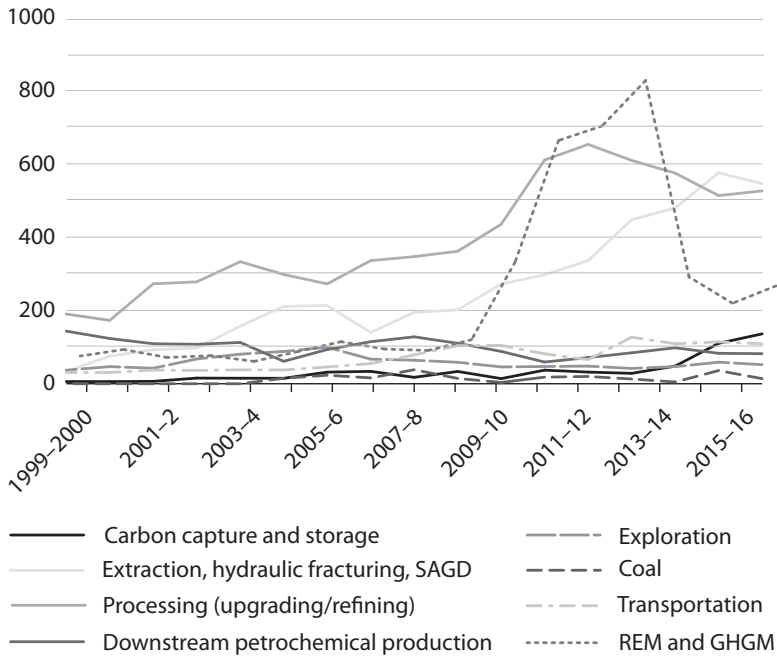 1000
800
600
400
200
0
1999–2000
2001–2
2003–4
2005–6
2007–8
2009–10
2011–12
2013–14
2015–16
Carbon capture and storage
Extraction, hydraulic fracturing, SAGD
Processing (upgrading/refining)
Downstream petrochemical production
Exploration
Coal
Transportation
REM and GHGM